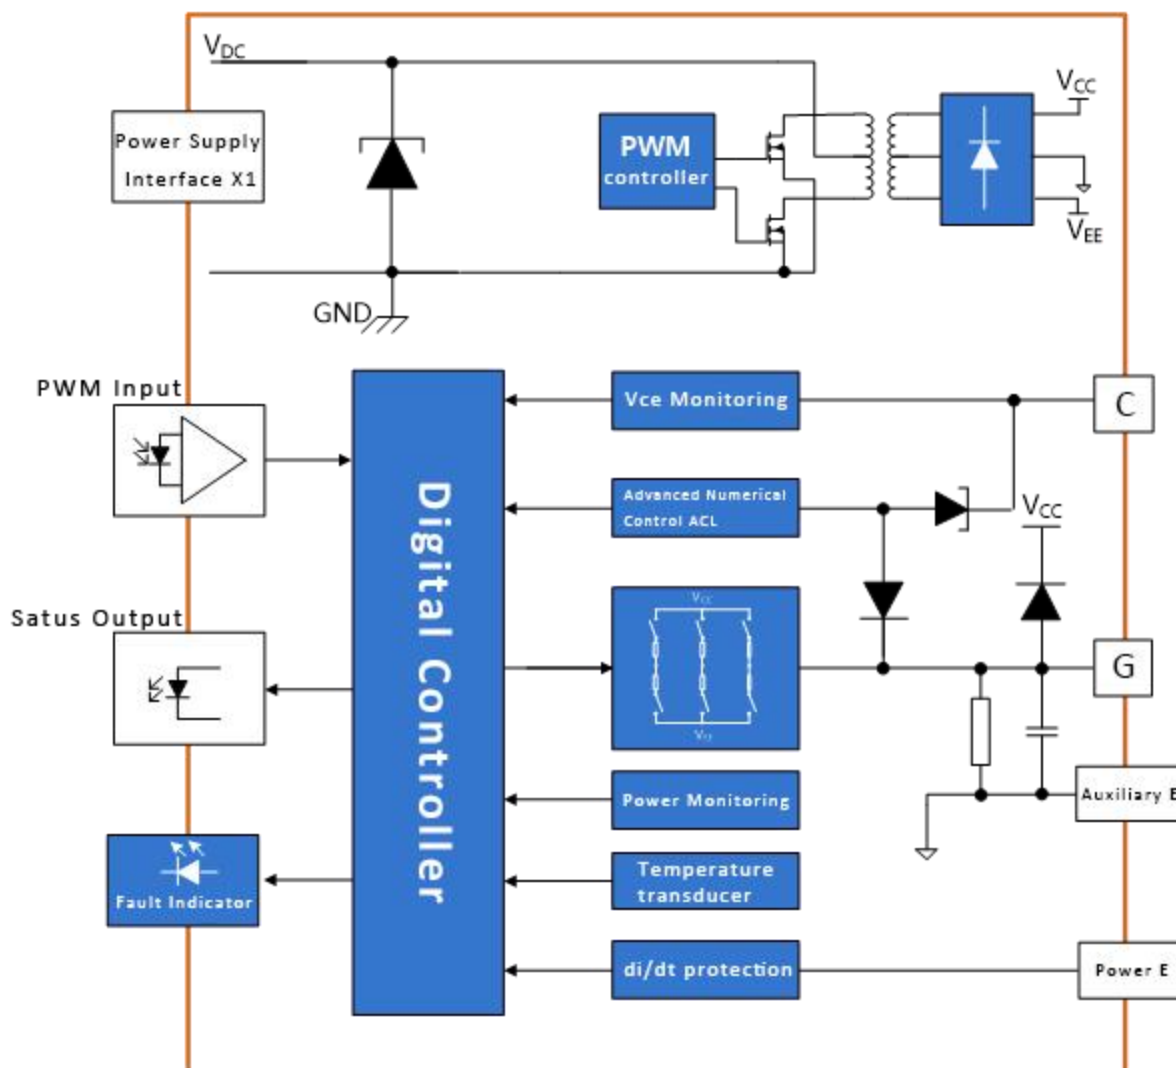 VDC
VCC
Power Supply
Interface X1
PWM
controller
VEE
GND
PWM Input
Vce Monitoring
C
Advanced Numerical
Control ACL
VCC
Digital Controller
Satus Output
VCC
G
Power Monitoring
Auxiliary E
Temperature
transducer
Fault Indicator
di/dt protection
Power E